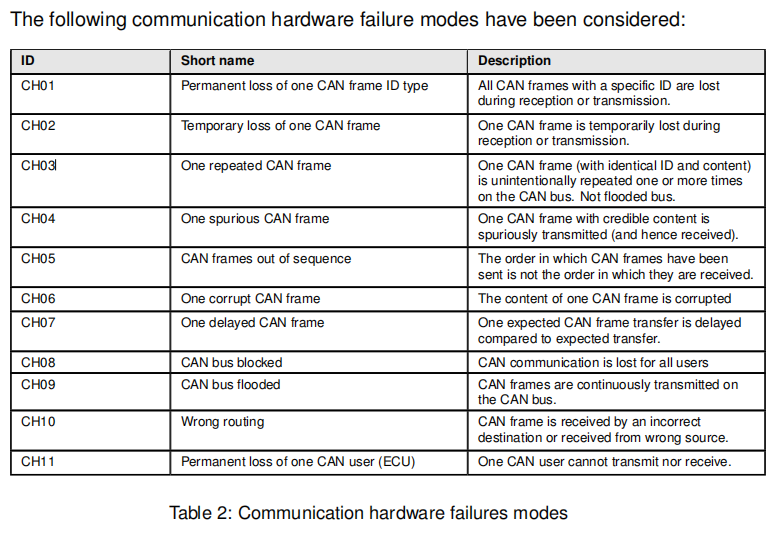 The following communication hardware failure modes have been considered:
ID Short name Description
CH01 Permanent loss of one CAN frame ID type All CAN frames with a specific ID are lost
during reception or transmission.
CH02 Temporary loss of one CAN frame One CAN frame is temporarily lost during
reception or transmission.
CH03 One repeated CAN frame One CAN frame (with identical ID and content)
is unintentionally repeated one or more times
on the CAN bus. Not flooded bus.
CH04 One spurious CAN frame One CAN frame with credible content is
spuriously transmitted (and hence received).
CH05 CAN frames out of sequence The order in which CAN frames have been
sent is not the order in which they are received.
CH06 One corrupt CAN frame The content of one CAN frame is corrupted
CH07 One delayed CAN frame One expected CAN frame transfer is delayed
compared to expected transfer.
CH08 CAN bus blocked CAN communication is lost for all users
CH09 CAN bus flooded CAN frames are continuously transmitted on
the CAN bus.
CH10 Wrong routing CAN frame is received by an incorrect
destination or received from wrong source.
CH11 Permanent loss of one CAN user (ECU) One CAN user cannot transmit nor receive.
Table 2: Communication hardware failures modes